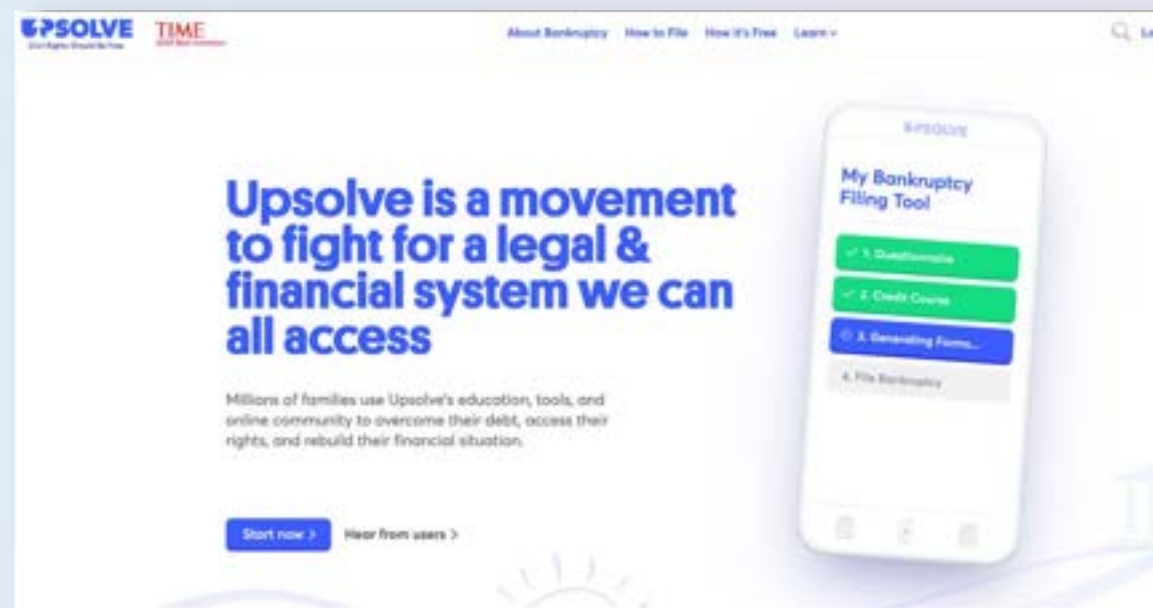 UPSOLVE
TIME
About Bankruptcy How to File How It's Free Learn
Upsolve is a movement
to fight for a legal &
financial system we can
all access
Millions of families use Upsolve's education, tools, and
online community to overcome their debt, access their
rights, and rebuild their financial situation.
Start now > Hear from users >
UPSOLVE
My Bankruptcy
Filing Tool
1. Questionnaire
2. Credit Course
3. Generating Forms...
4. File Bankruptcy